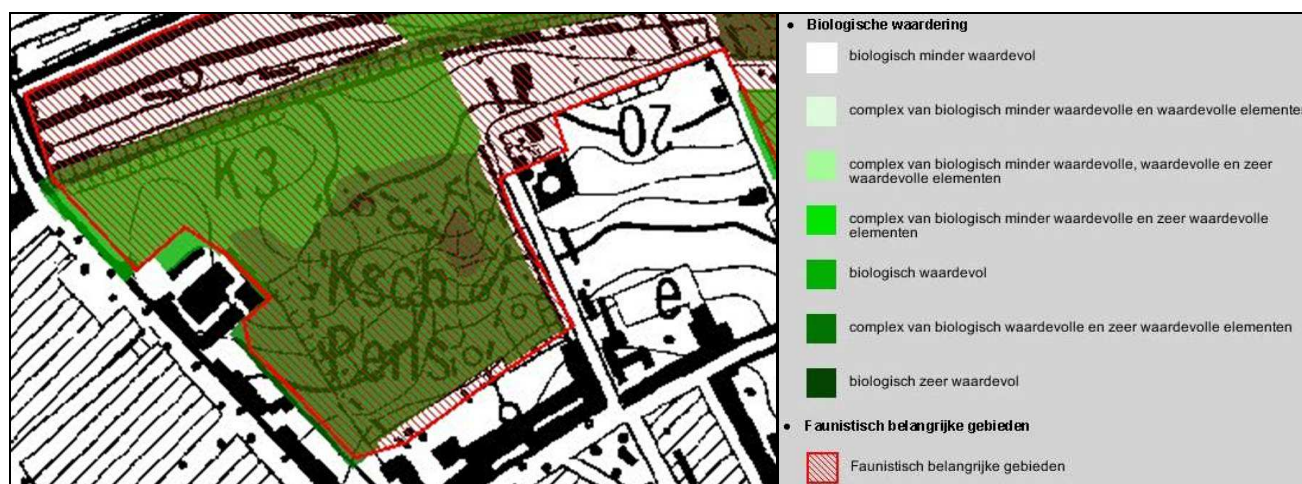 K3
20
Ksch
Perls
e
• Biologische waardering
biologisch minder waardevol
complex van biologisch minder waardevolle en waardevolle elementen
complex van biologisch minder waardevolle, waardevolle en zeer
waardevolle elementen
complex van biologisch minder waardevolle en zeer waardevolle
elementen
biologisch waardevol
complex van biologisch waardevolle en zeer waardevolle elementen
biologisch zeer waardevol
• Faunistisch belangrijke gebieden
Faunistisch belangrijke gebieden